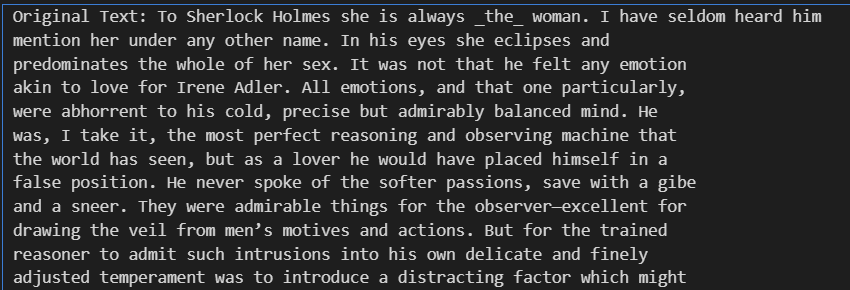 Original Text: To Sherlock Holmes she is always _the_ woman. I have seldom heard him
mention her under any other name. In his eyes she eclipses and
predominates the whole of her sex. It was not that he felt any emotion
akin to love for Irene Adler. All emotions, and that one particularly,
were abhorrent to his cold, precise but admirably balanced mind. He
was, I take it, the most perfect reasoning and observing machine that
the world has seen, but as a lover he would have placed himself in a
false position. He never spoke of the softer passions, save with a gibe
and a sneer. They were admirable things for the observer—excellent for
drawing the veil from men’s motives and actions. But for the trained
reasoner to admit such intrusions into his own delicate and finely
adjusted temperament was to introduce a distracting factor which might